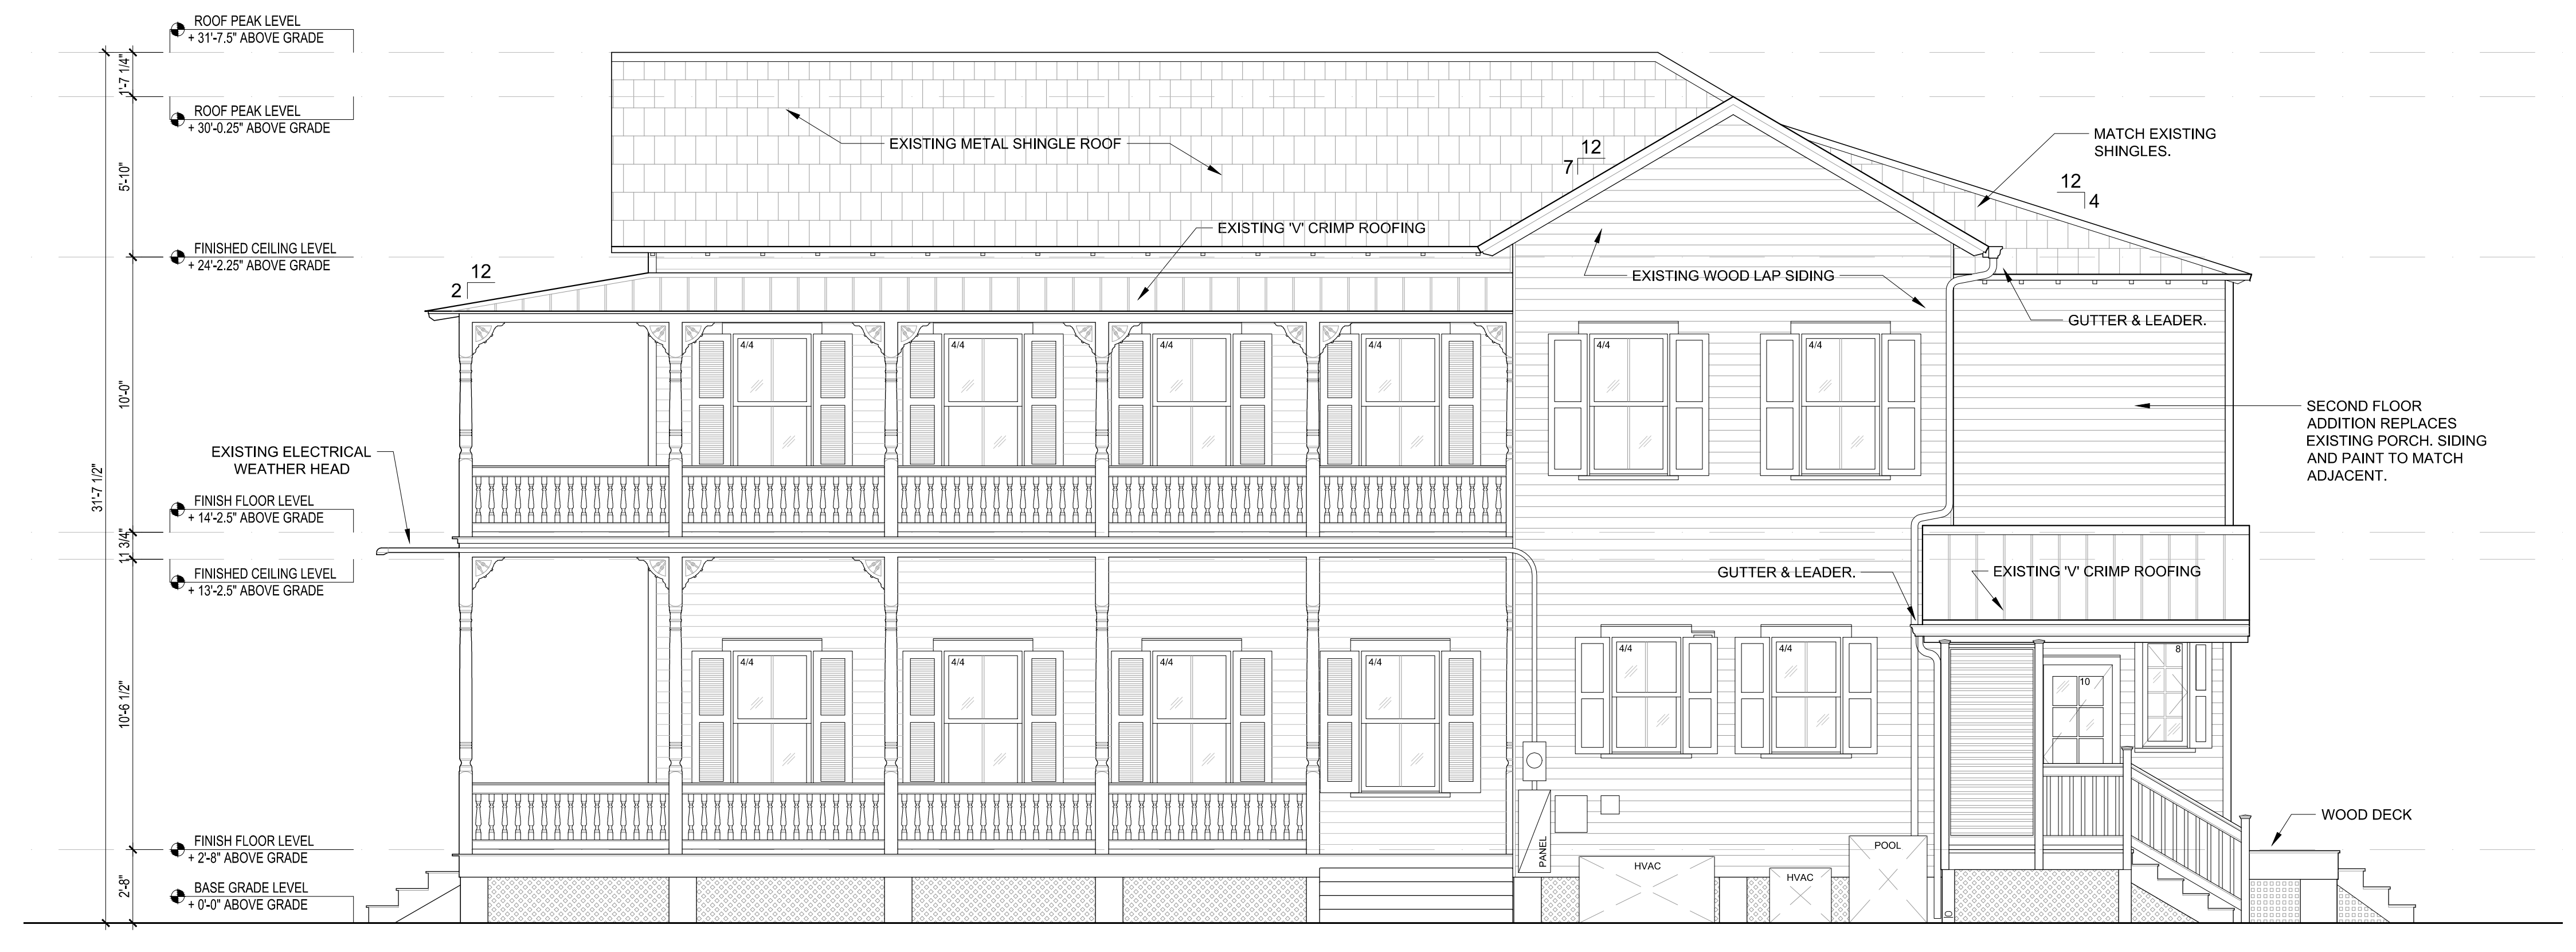 ROOF PEAK LEVEL
+ 31'-7.5" ABOVE GRADE
1'-7 1/4"
ROOF PEAK LEVEL
+ 30'-0.25" ABOVE GRADE
5'-10"
FINISHED CEILING LEVEL
+ 24'-2.25" ABOVE GRADE
10'-0"
31'-7 1/2"
FINISH FLOOR LEVEL
+ 14'-2.5" ABOVE GRADE
11 3/4"
FINISHED CEILING LEVEL
+ 13'-2.5" ABOVE GRADE
10'-6 1/2"
FINISH FLOOR LEVEL
+ 2'-8" ABOVE GRADE
2'-8"
BASE GRADE LEVEL
+ 0'-0" ABOVE GRADE
EXISTING METAL SHINGLE ROOF
12
7
MATCH EXISTING
SHINGLES.
12
4
EXISTING 'V' CRIMP ROOFING
12
2
EXISTING WOOD LAP SIDING
GUTTER & LEADER.
4/4
4/4
4/4
4/4
4/4
4/4
SECOND FLOOR
ADDITION REPLACES
EXISTING PORCH. SIDING
AND PAINT TO MATCH
ADJACENT.
EXISTING ELECTRICAL
WEATHER HEAD
GUTTER & LEADER.
EXISTING 'V' CRIMP ROOFING
4/4
4/4
4/4
4/4
4/4
4/4
10
8
PANEL
HVAC
HVAC
POOL
WOOD DECK